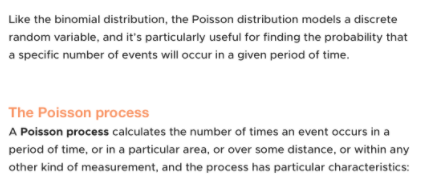 Like the binomial distribution, the Poisson distribution models a discrete
random variable, and it's particularly useful for finding the probability that
a specific number of events will occur in a given period of time.
The Poisson process
A Poisson process calculates the number of times an event occurs in a
period of time, or in a particular area, or over some distance, or within any
other kind of measurement, and the process has particular characteristics: